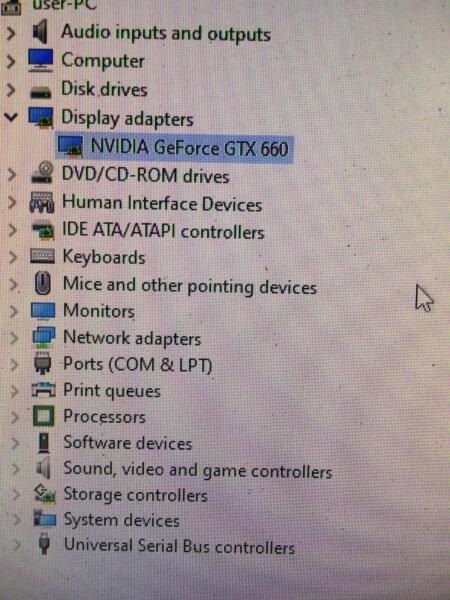 user-PC
Audio inputs and outputs
Computer
Disk drives
Display adapters
NVIDIA GeForce GTX 660
DVD/CD-ROM drives
Human Interface Devices
IDE ATA/ATAPI controllers
Keyboards
Mice and other pointing devices
Monitors
Network adapters
Ports (COM & LPT)
Print queues
Processors
Software devices
Sound, video and game controllers
Storage controllers
System devices
Universal Serial Bus controllers